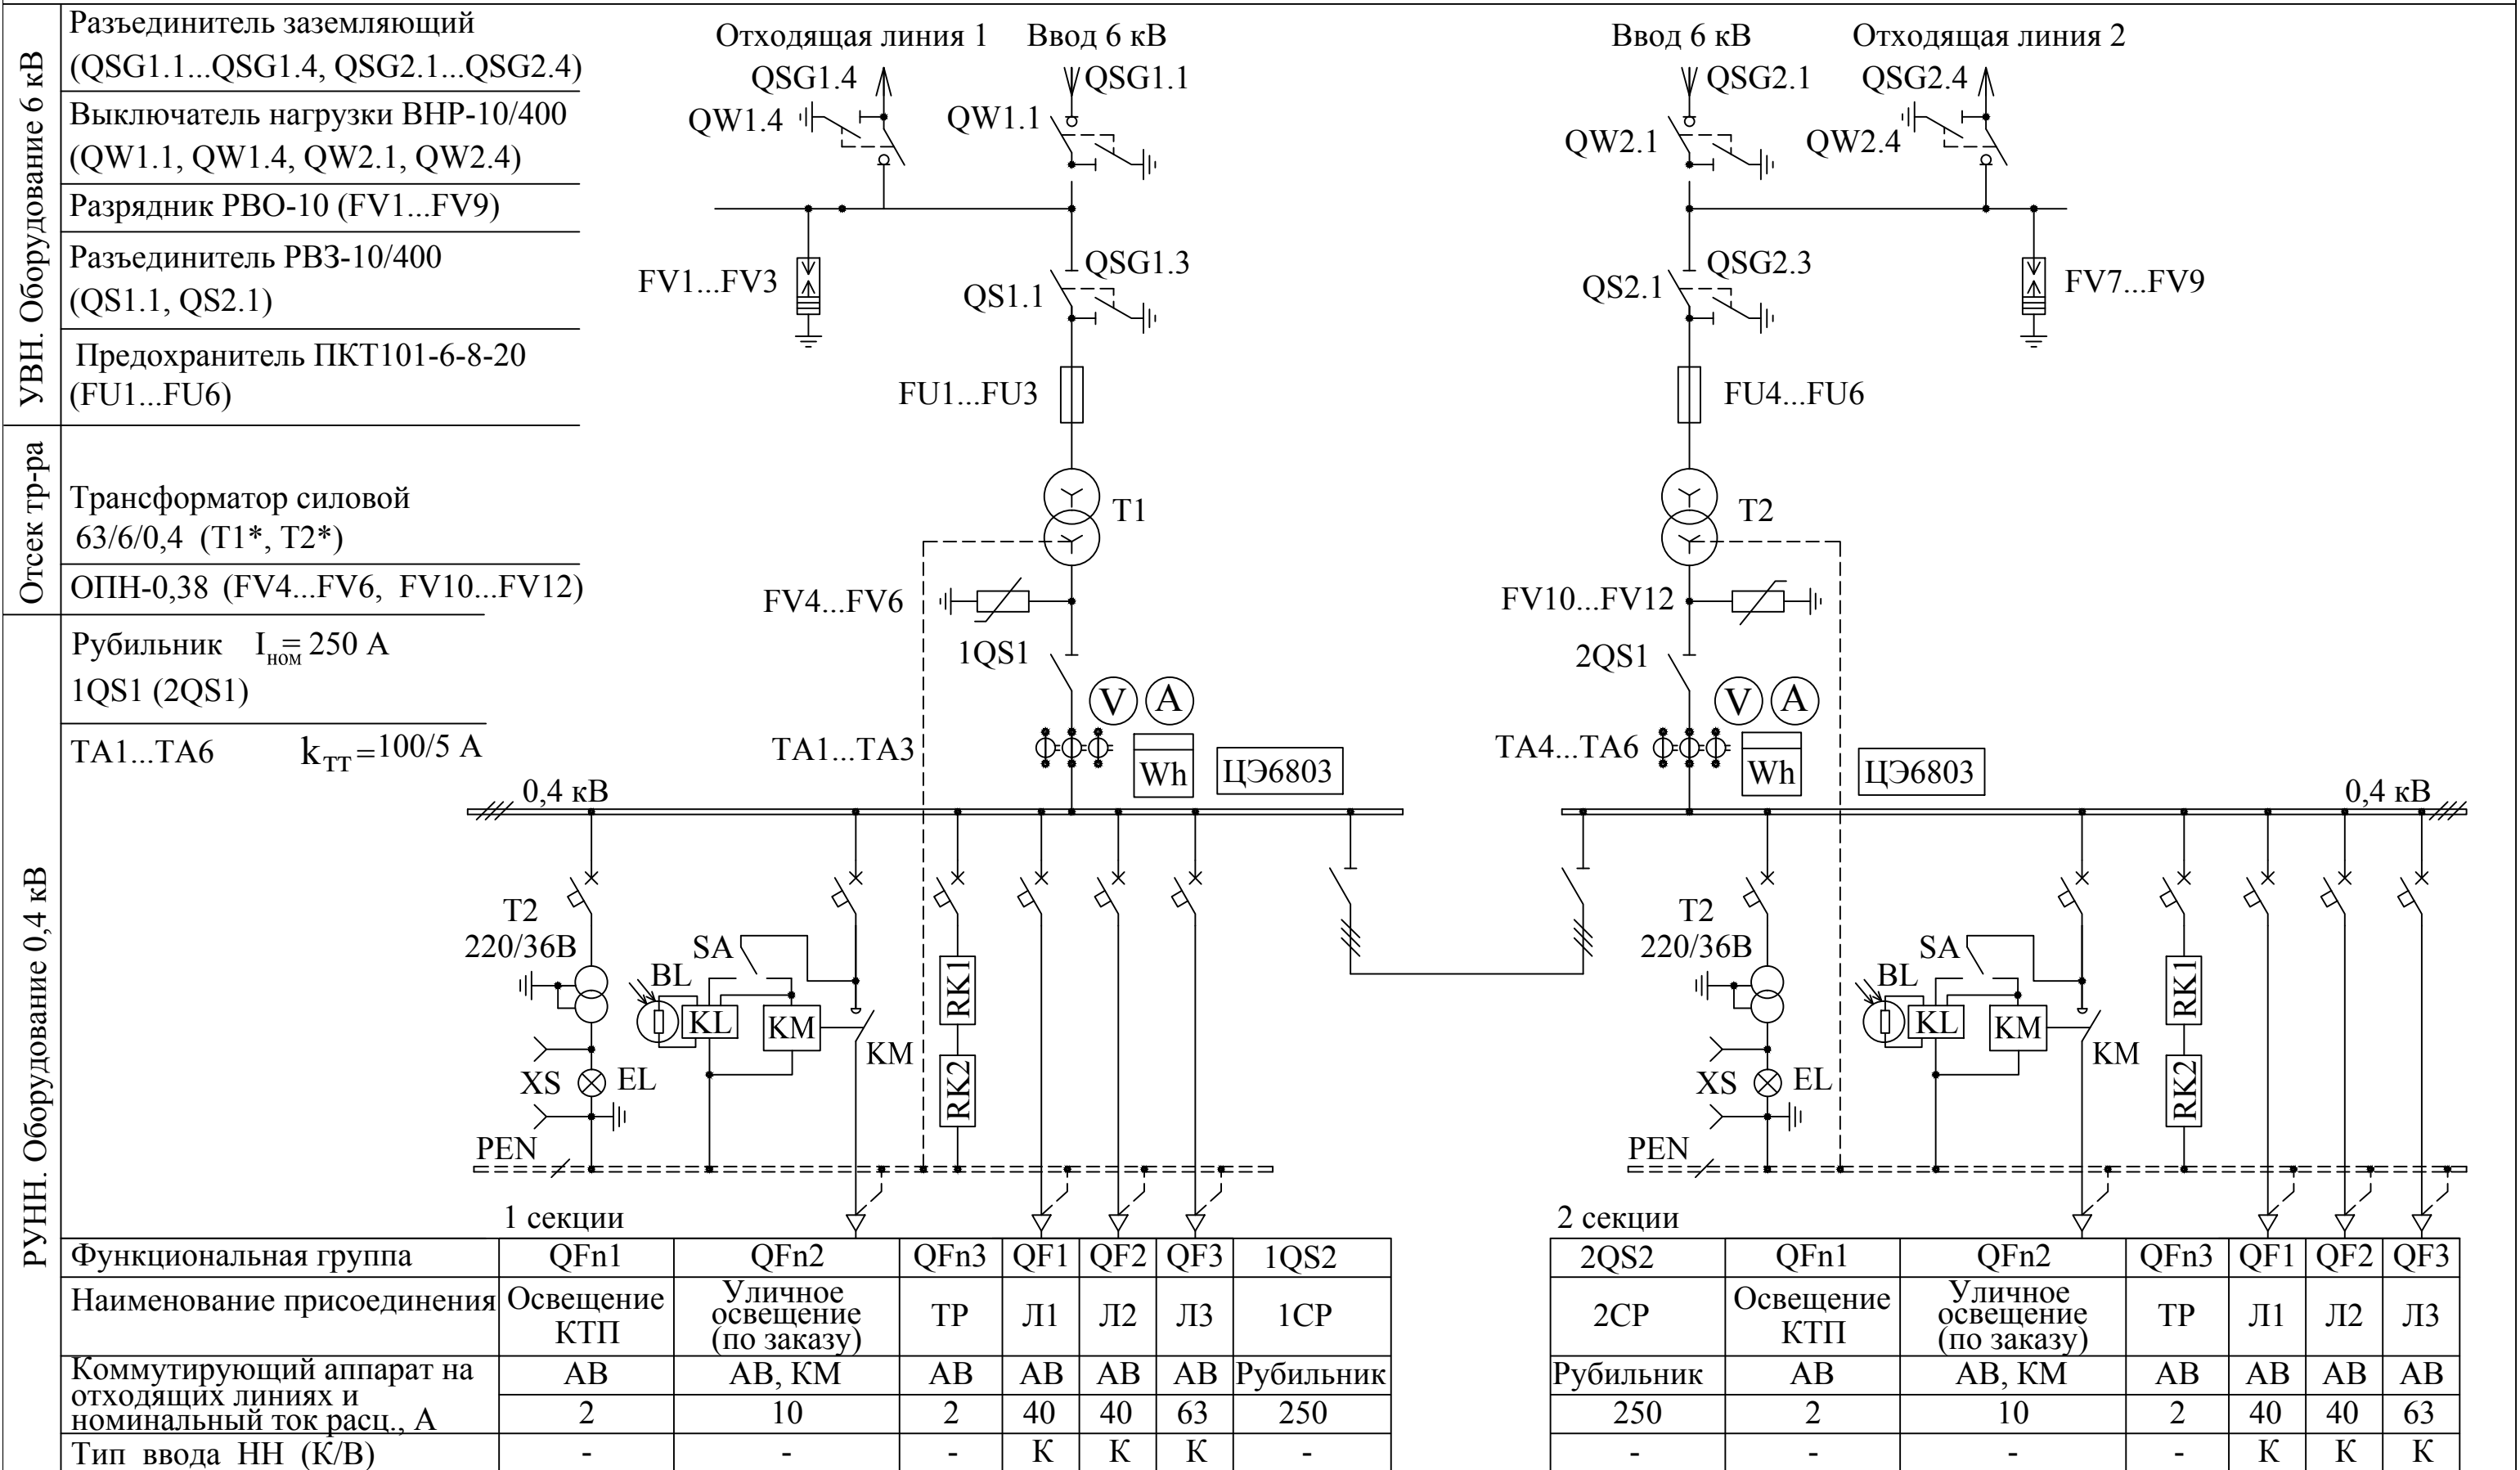 УВН. Оборудование 6 кВ
Разъединитель заземляющий
(QSG1.1...QSG1.4, QSG2.1...QSG2.4)
Выключатель нагрузки ВНР-10/400
(QW1.1, QW1.4, QW2.1, QW2.4)
Разрядник РВО-10 (FV1...FV9)
Разъединитель РВЗ-10/400
(QS1.1, QS2.1)
Предохранитель ПКТ101-6-8-20
(FU1...FU6)
Отсек тр-ра
Трансформатор силовой
63/6/0,4 (Т1*, Т2*)
ОПН-0,38 (FV4...FV6, FV10...FV12)
РУНН. Оборудование 0,4 кВ
Рубильник Iном= 250 А
1QS1 (2QS1)
ТА1...ТА6 kТТ=100/5 А
Отходящая линия 1 Ввод 6 кВ
QSG1.4 QSG1.1
QW1.4 QW1.1
FV1...FV3
QSG1.3
QS1.1
FU1...FU3
Т1
FV4...FV6
1QS1
V A
ТА1...ТА3
Wh ЦЭ6803
0,4 кВ
Т2
220/36В
SA
BL
KL KM
KM
RK1
RK2
XS EL
PEN
1 секции
Ввод 6 кВ Отходящая линия 2
QSG2.1 QSG2.4
QW2.1 QW2.4
QSG2.3
QS2.1
FV7...FV9
FU4...FU6
Т2
FV10...FV12
2QS1
V A
ТА4...ТА6
Wh ЦЭ6803
0,4 кВ
Т2
220/36В
SA
BL
KL KM
KM
RK1
RK2
XS EL
PEN
2 секции
Функциональная группа QFn1 QFn2 QFn3 QF1 QF2 QF3 1QS2 2QS2 QFn1 QFn2 QFn3 QF1 QF2 QF3
Наименование присоединения Освещение КТП Уличное освещение (по заказу) ТР Л1 Л2 Л3 1СР 2СР Освещение КТП Уличное освещение (по заказу) ТР Л1 Л2 Л3
Коммутирующий аппарат на АВ АВ, КМ АВ АВ АВ АВ Рубильник Рубильник АВ АВ, КМ АВ АВ АВ АВ
отходящих линиях и
номинальный ток расц., А 2 10 2 40 40 63 250 250 2 10 2 40 40 63
Тип ввода НН (К/В) - - - К К К - - - - - К К К